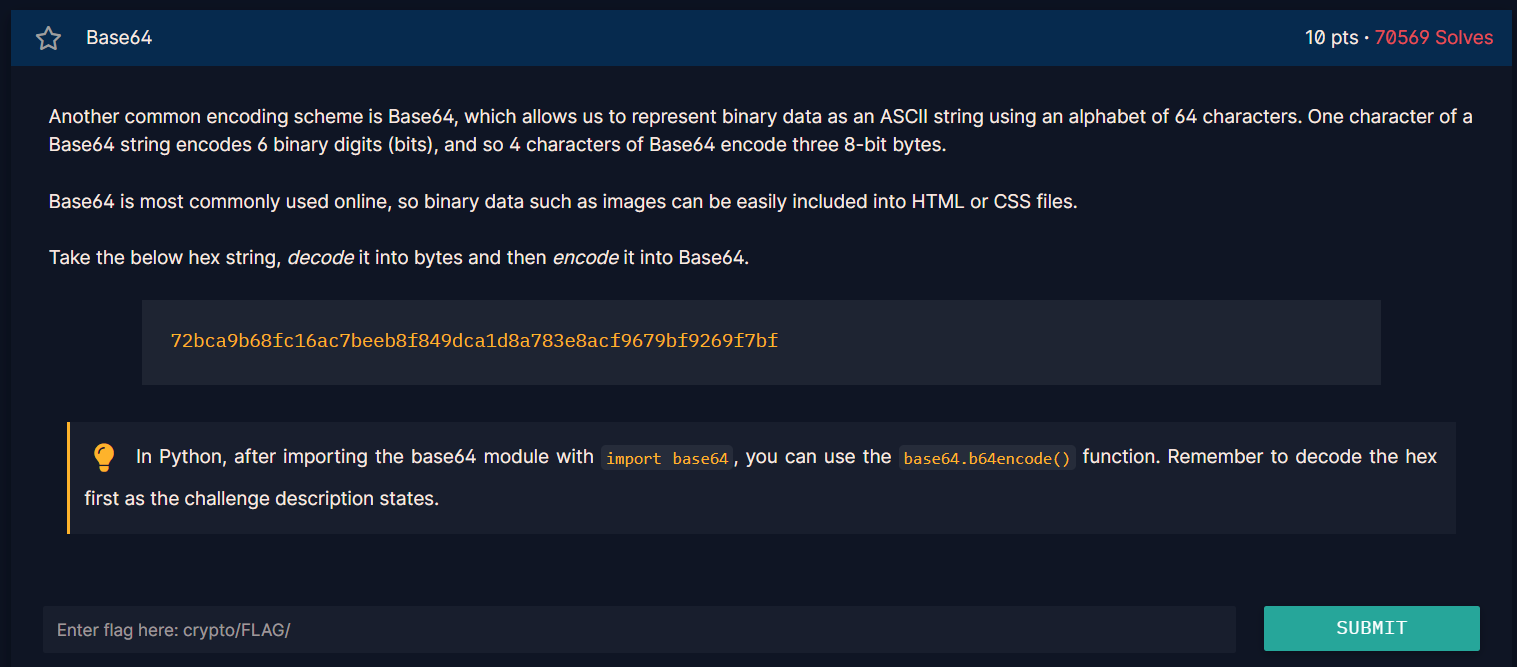 Base64
10 pts · 70569 Solves
Another common encoding scheme is Base64, which allows us to represent binary data as an ASCII string using an alphabet of 64 characters. One character of a
Base64 string encodes 6 binary digits (bits), and so 4 characters of Base64 encode three 8-bit bytes.
Base64 is most commonly used online, so binary data such as images can be easily included into HTML or CSS files.
Take the below hex string, decode it into bytes and then encode it into Base64.
72bca9b68fc16ac7beeb8f849dca1d8a783e8acf9679bf9269f7bf
In Python, after importing the base64 module with import base64, you can use the base64.b64encode() function. Remember to decode the hex
first as the challenge description states.
Enter flag here: crypto/FLAG/
SUBMIT